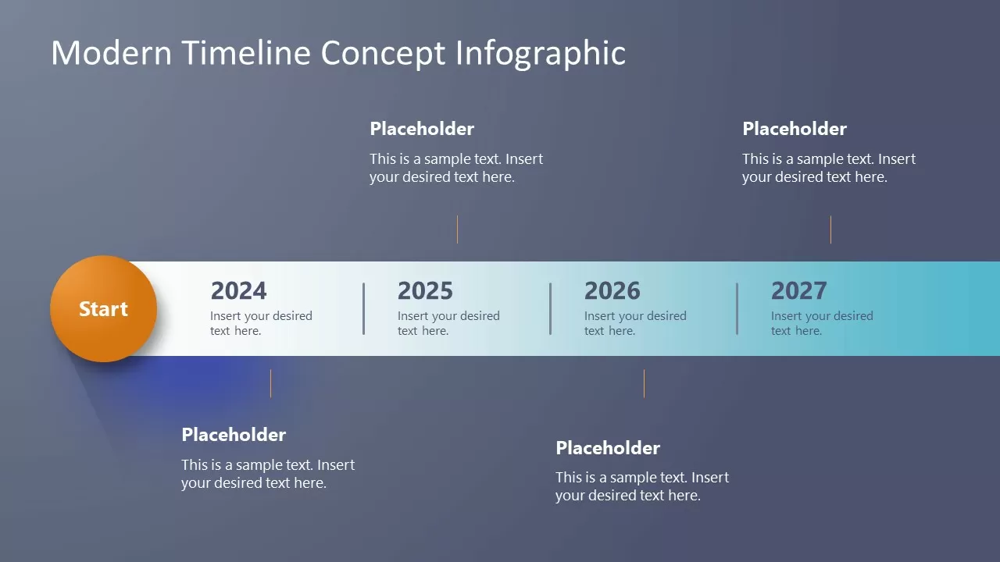 Modern Timeline Concept Infographic
Placeholder
This is a sample text. Insert
your desired text here.
Placeholder
This is a sample text. Insert
your desired text here.
Start
2024
Insert your desired
text here.
2025
Insert your desired
text here.
2026
Insert your desired
text here.
2027
Insert your desired
text here.
Placeholder
This is a sample text. Insert
your desired text here.
Placeholder
This is a sample text. Insert
your desired text here.